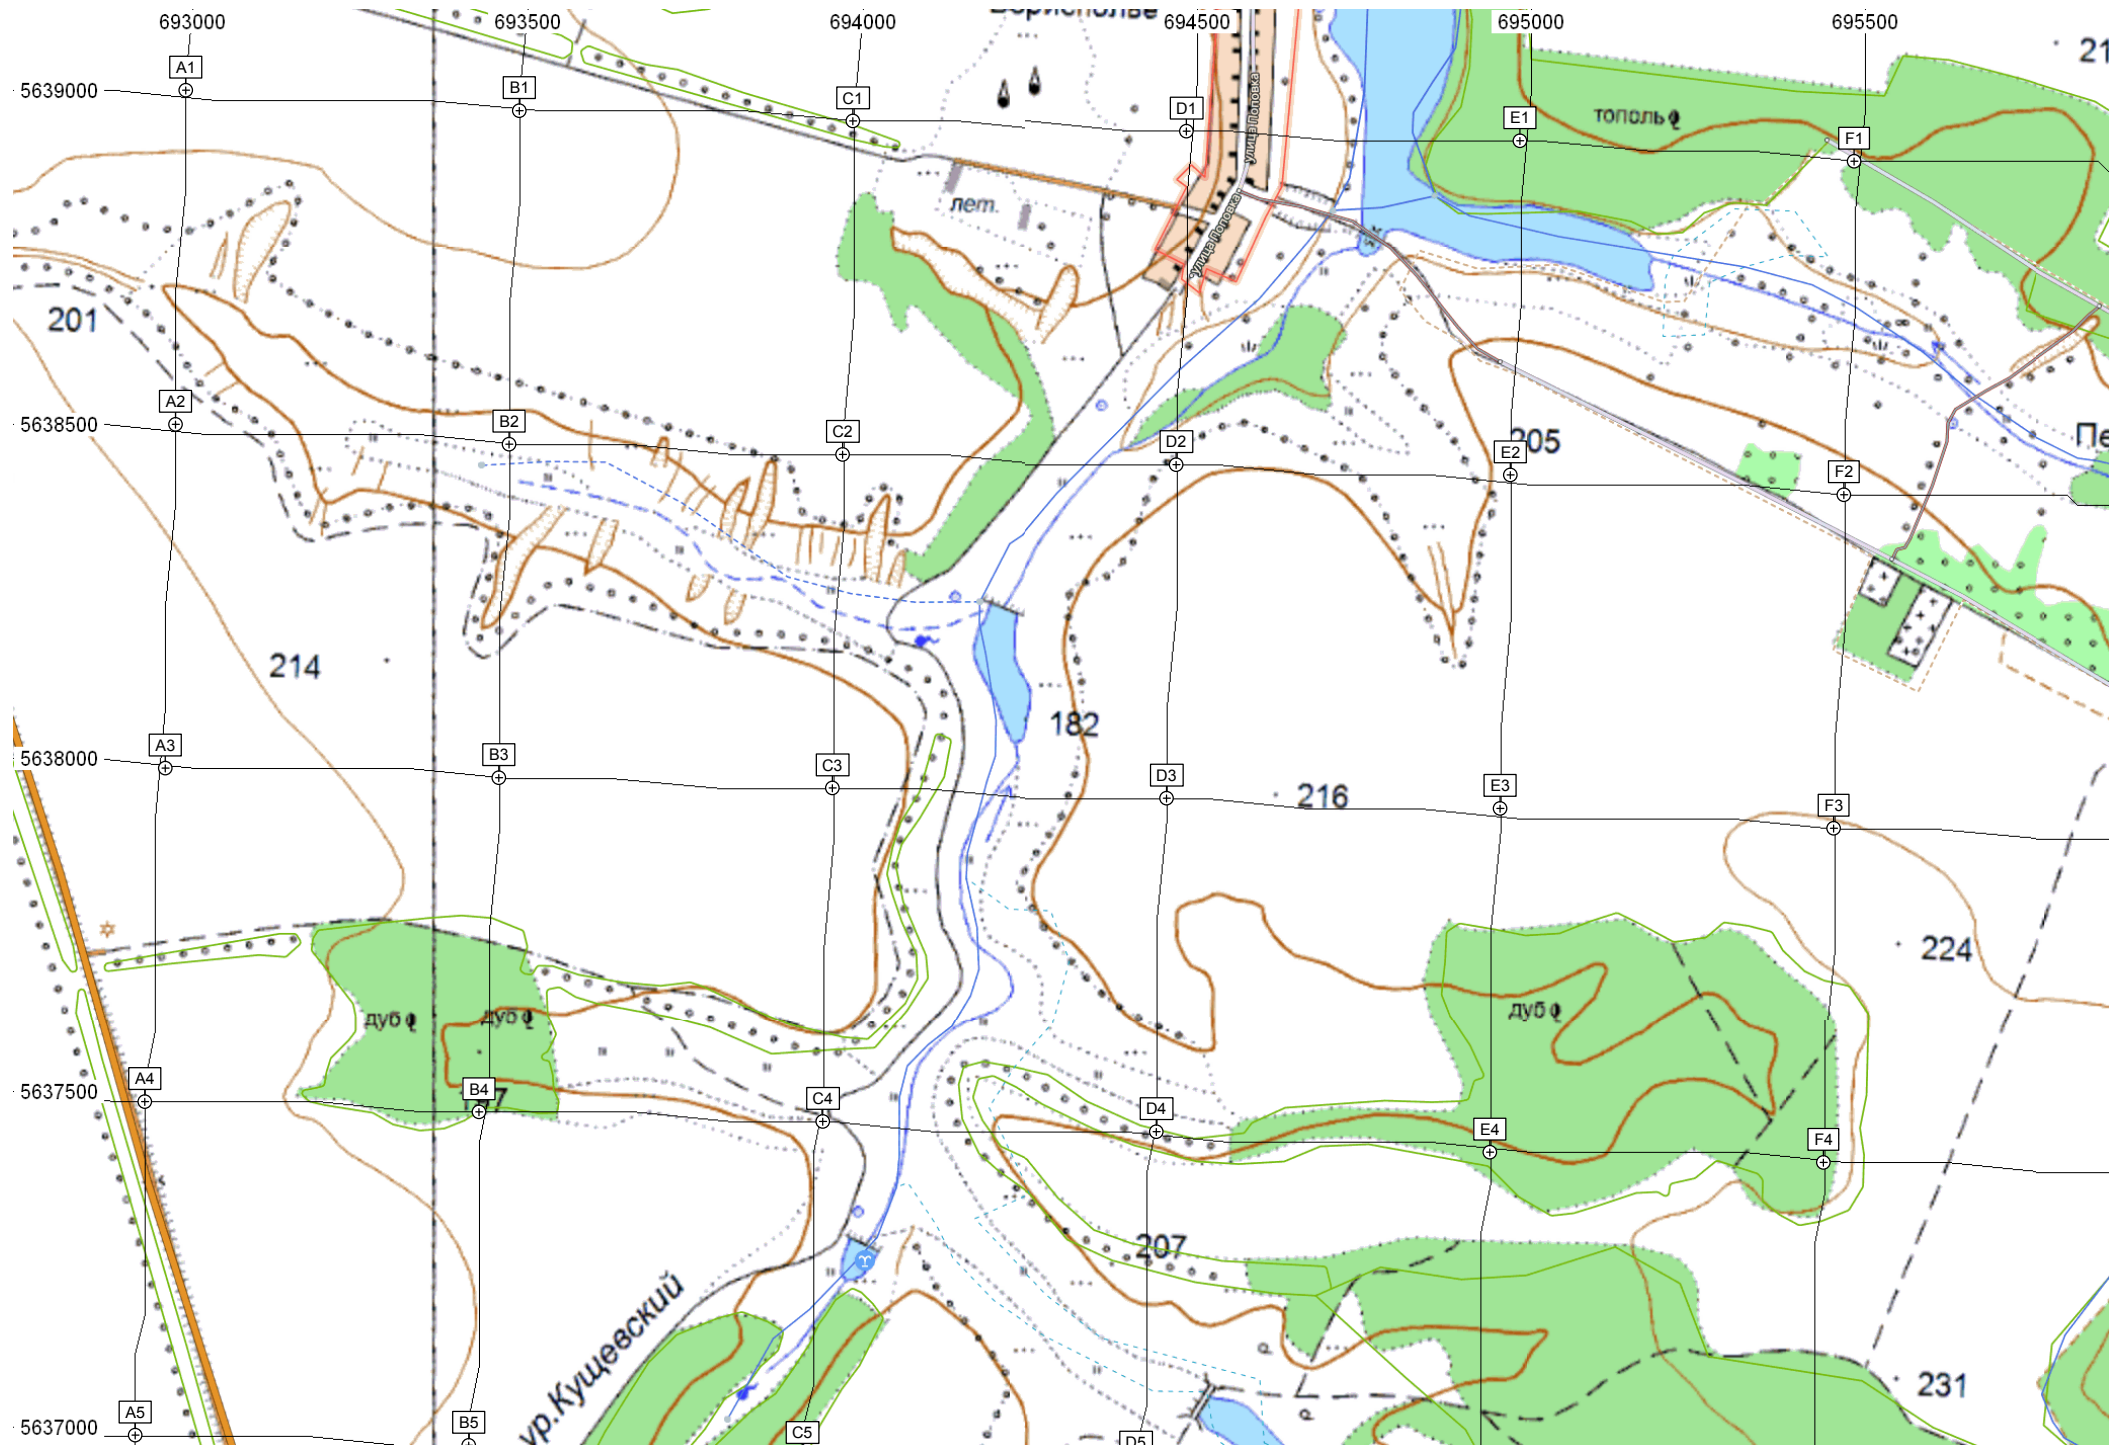 693000 693500 694000 694500 695000 695500
Борисполье
21
A1 B1 C1 D1 E1 F1
5639000
тополь
улица Поповка
лет.
улица Поповка
201
A2 B2 C2 D2 E2 F2
5638500
205
Пе
214
182
A3 B3 C3 D3 E3 F3
5638000
216
224
дуб дуб дуб
A4 B4 C4 D4 E4 F4
5637500
207
ур.Кущевский
231
A5 B5 C5 D5
5637000